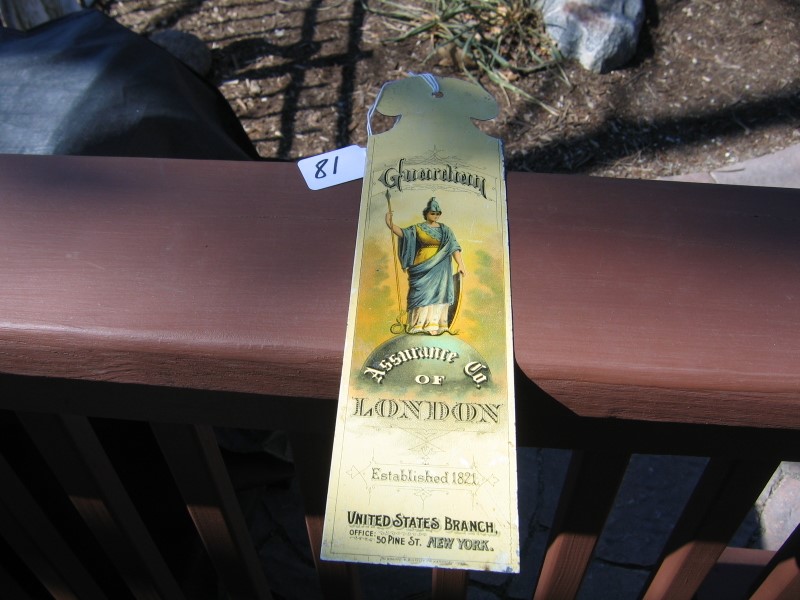 81
Guardian
Assurance Co.
OF
LONDON
Established 1821
UNITED STATES BRANCH,
OFFICE:
50 PINE ST. NEW YORK.